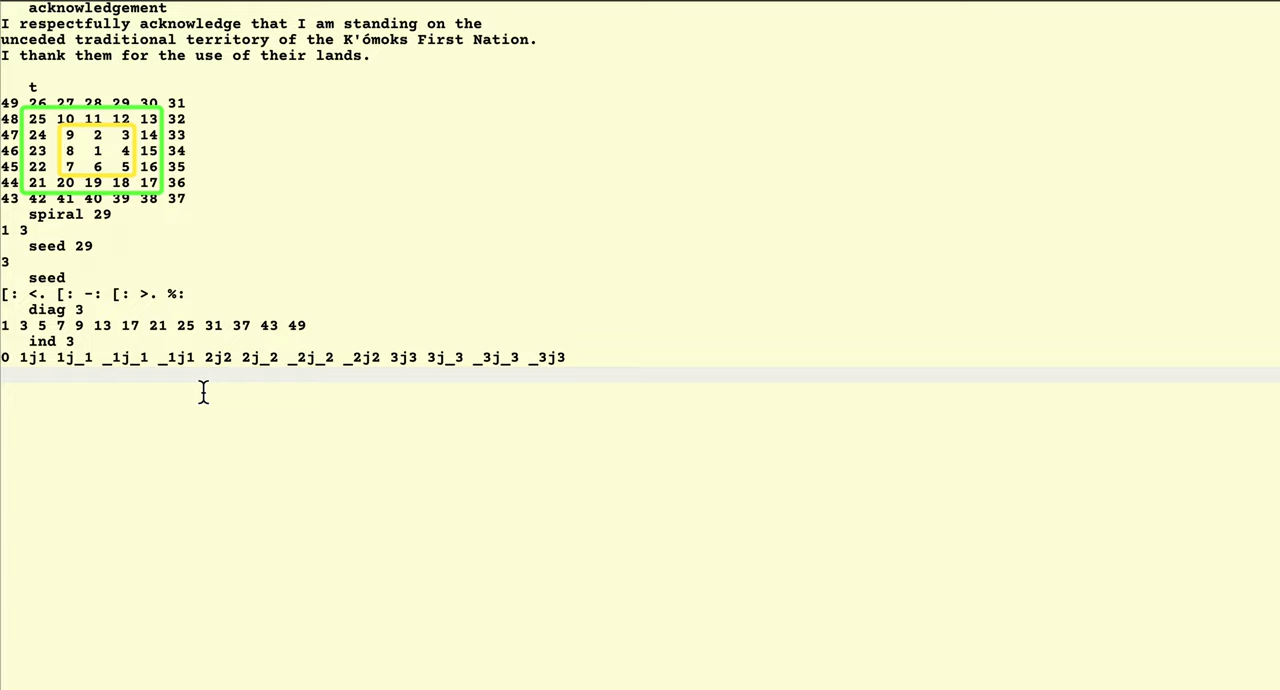 acknowledgement
I respectfully acknowledge that I am standing on the
unceded traditional territory of the K'ómoks First Nation.
I thank them for the use of their lands.
t
49 26 27 28 29 30 31
48 25 10 11 12 13 32
47 24 9 2 3 14 33
46 23 8 1 4 15 34
45 22 7 6 5 16 35
44 21 20 19 18 17 36
43 42 41 40 39 38 37
spiral 29
1 3
seed 29
3
seed
[: <. [: -: [: >. %:
diag 3
1 3 5 7 9 13 17 21 25 31 37 43 49
ind 3
0 1j1 1j_1 _1j_1 _1j1 2j2 2j_2 _2j_2 _2j2 3j3 3j_3 _3j_3 _3j3